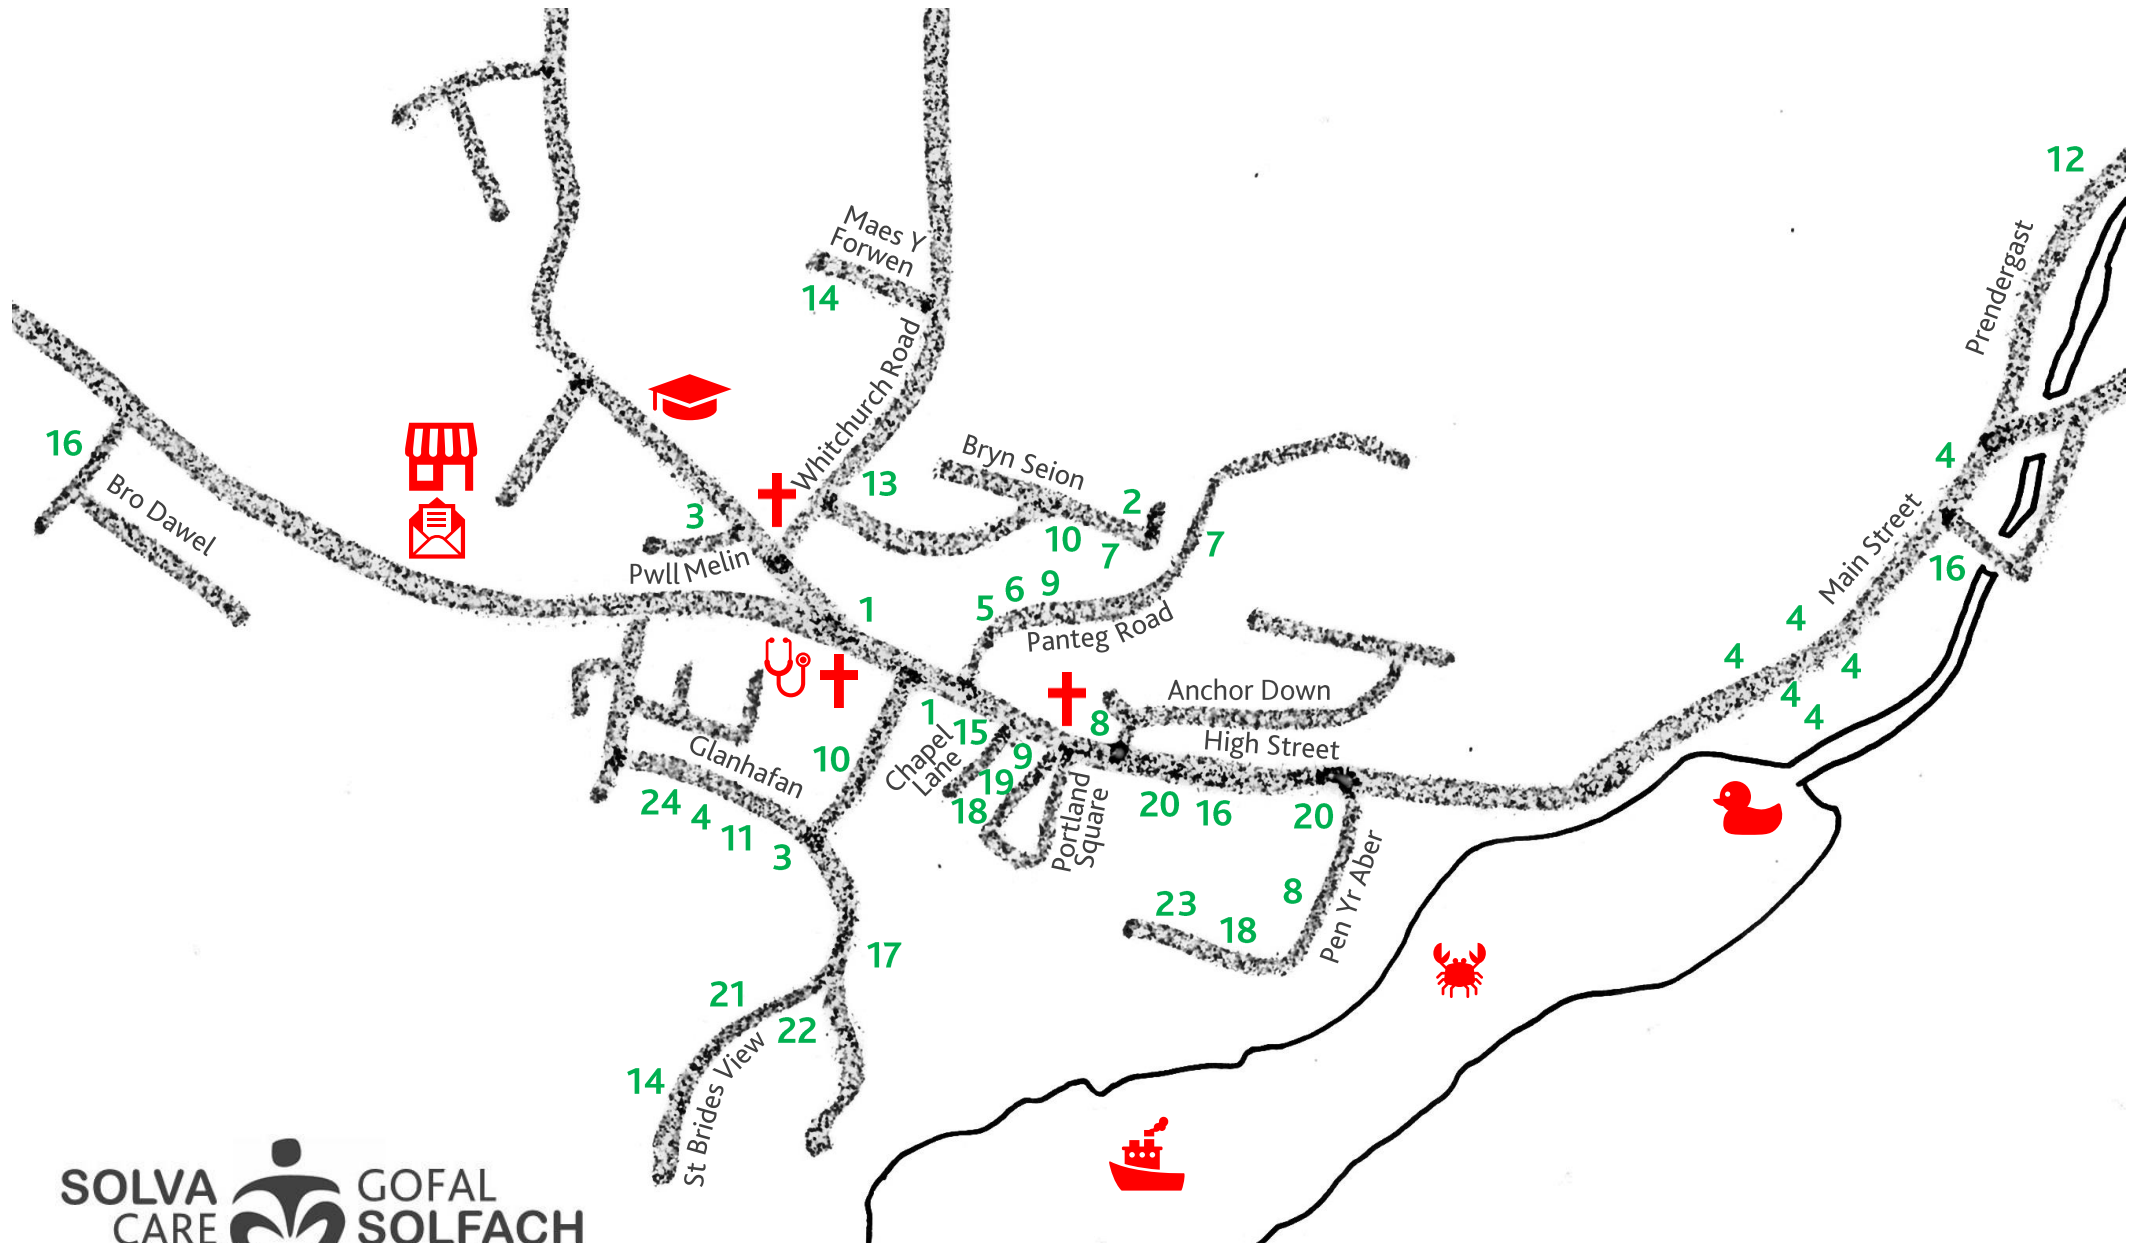 12
Prendergast
Maes Y
Forwen
14
Whitchurch Road
16
Bro Dawel
13
Bryn Seion
2
4
3
Pwll Melin
10
7
7
Main Street
16
1
5
6
9
Panteg Road
4
4
4
4
4
Anchor Down
1
15
8
High Street
Chapel
Lane
9
19
18
Portland
Square
10
Glanhafan
24
4
11
3
20
16
20
8
Pen Yr Aber
23
18
17
21
22
14
St Brides View
SOLVA
CARE
GOFAL
SOLFACH